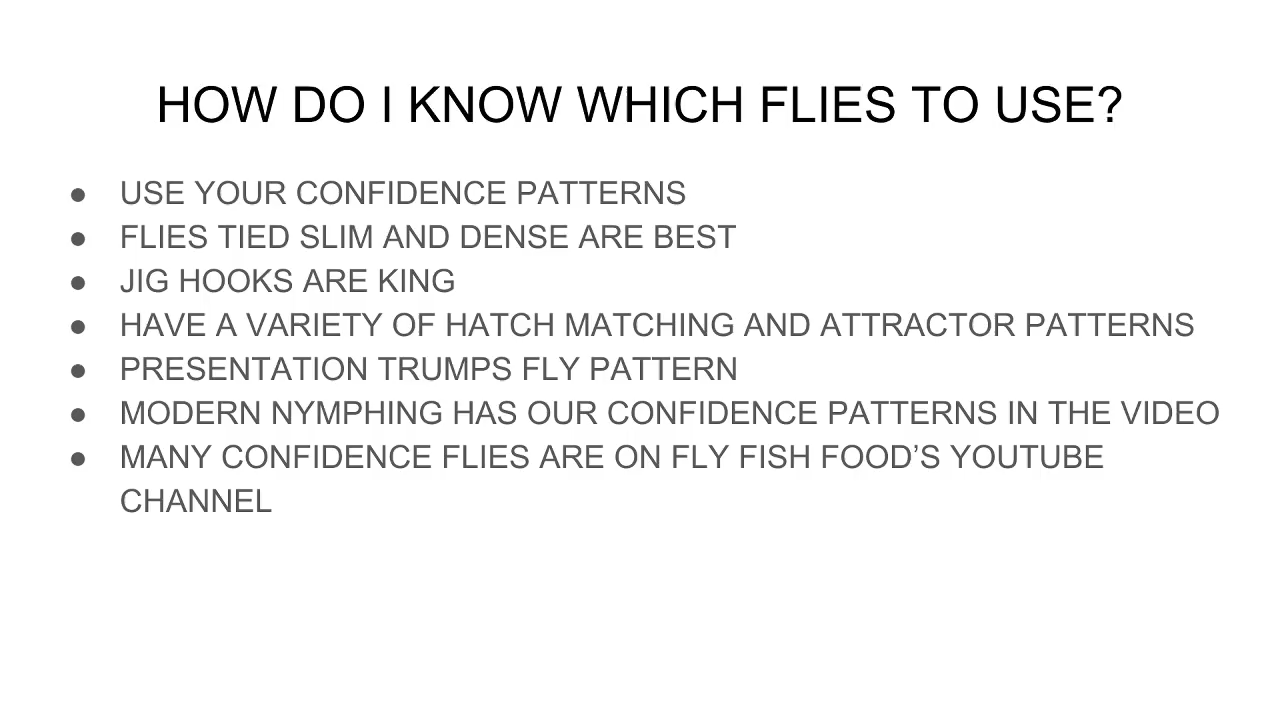 HOW DO I KNOW WHICH FLIES TO USE?
● USE YOUR CONFIDENCE PATTERNS
● FLIES TIED SLIM AND DENSE ARE BEST
● JIG HOOKS ARE KING
● HAVE A VARIETY OF HATCH MATCHING AND ATTRACTOR PATTERNS
● PRESENTATION TRUMPS FLY PATTERN
● MODERN NYMPHING HAS OUR CONFIDENCE PATTERNS IN THE VIDEO
● MANY CONFIDENCE FLIES ARE ON FLY FISH FOOD’S YOUTUBE
CHANNEL